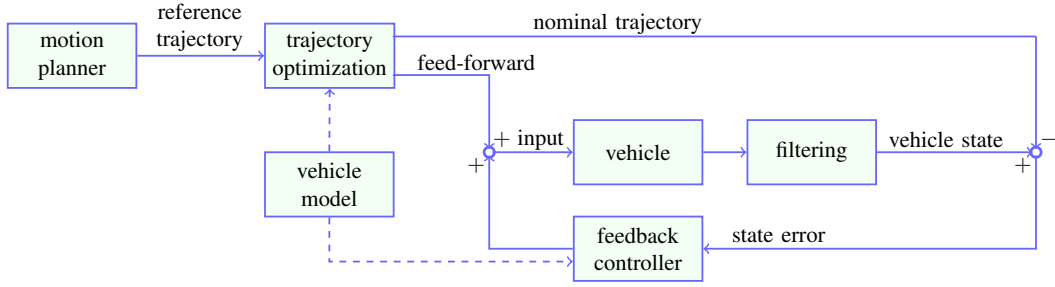 motion
planner
reference
trajectory
trajectory
optimization
nominal trajectory
feed-forward
+ input
+
vehicle
filtering
vehicle state
−
+
vehicle
model
feedback
controller
state error